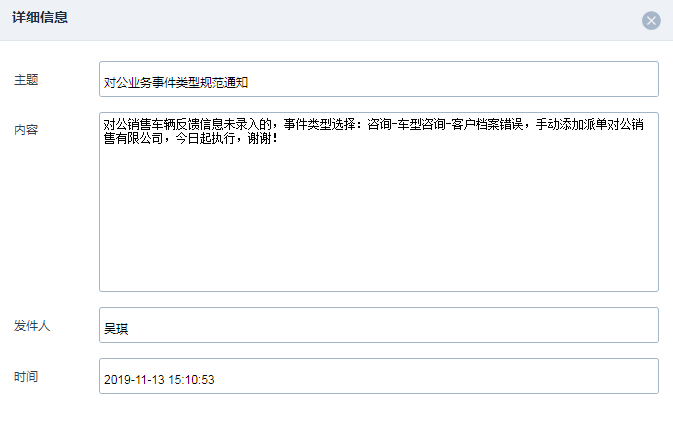 详细信息
主题
对公业务事件类型规范通知
内容
对公销售车辆反馈信息未录入的，事件类型选择：咨询-车型咨询-客户档案错误，手动添加派单对公销
售有限公司，今日起执行，谢谢！
发件人
吴琪
时间
2019-11-13 15:10:53